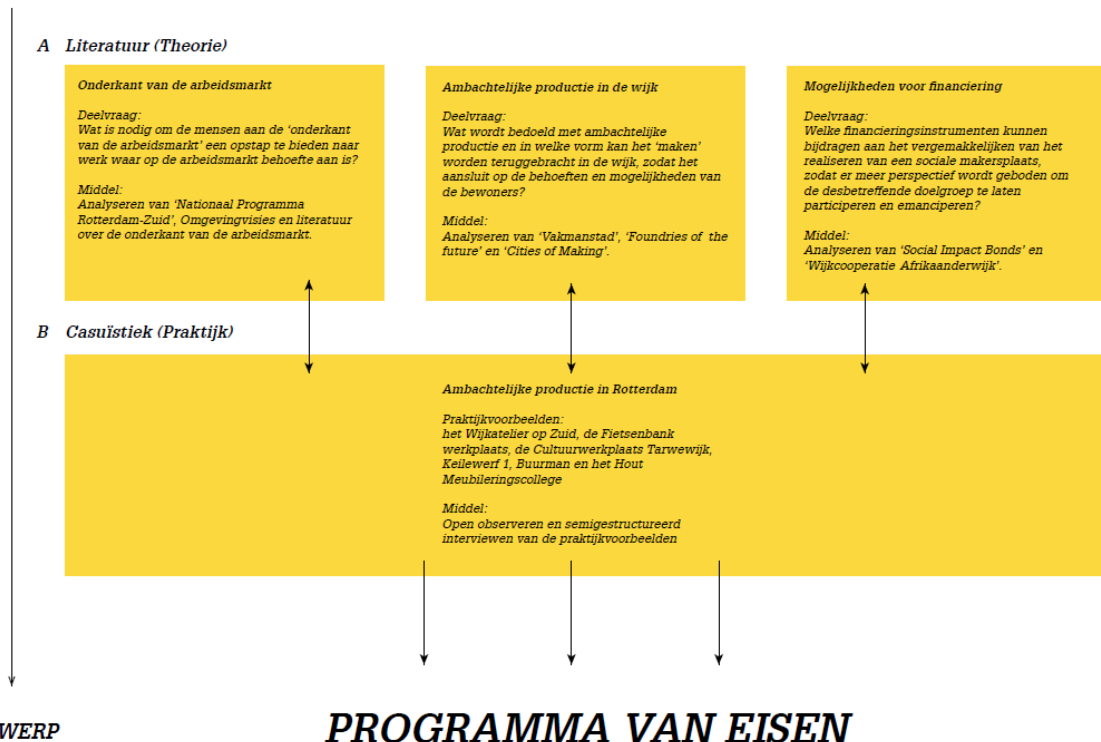 A Literatuur (Theorie)
Onderkant van de arbeidsmarkt
Deelvraag:
Wat is nodig om de mensen aan de ‘onderkant
van de arbeidsmarkt’ een opstap te bieden naar
werk waar op de arbeidsmarkt behoefte aan is?
Middel:
Analyseren van ‘Nationaal Programma
Rotterdam-Zuid’, Omgevingvisies en literatuur
over de onderkant van de arbeidsmarkt.
Ambachtelijke productie in de wijk
Deelvraag:
Wat wordt bedoeld met ambachtelijke
productie en in welke vorm kan het ‘maken’
worden teruggebracht in de wijk, zodat het
aansluit op de behoeften en mogelijkheden van
de bewoners?
Middel:
Analyseren van ‘Vakmanstad’, ‘Foundries of the
future’ en ‘Cities of Making’.
Mogelijkheden voor financiering
Deelvraag:
Welke financieringsinstrumenten kunnen
bijdragen aan het vergemakkelijken van het
realiseren van een sociale makersplaats,
zodat er meer perspectief wordt geboden om
de desbetreffende doelgroep te laten
participeren en emanciperen?
Middel:
Analyseren van ‘Social Impact Bonds’ en
‘Wijkcooperatie Afrikaanderwijk’.
B Casuïstiek (Praktijk)
Ambachtelijke productie in Rotterdam
Praktijkvoorbeelden:
het Wijkatelier op Zuid, de Fietsenbank
werkplaats, de Cultuurwerkplaats Tarwewijk,
Keilewerf 1, Buurman en het Hout
Meubileringscollege
Middel:
Open observeren en semigestructureerd
interviewen van de praktijkvoorbeelden
WERP
PROGRAMMA VAN EISEN